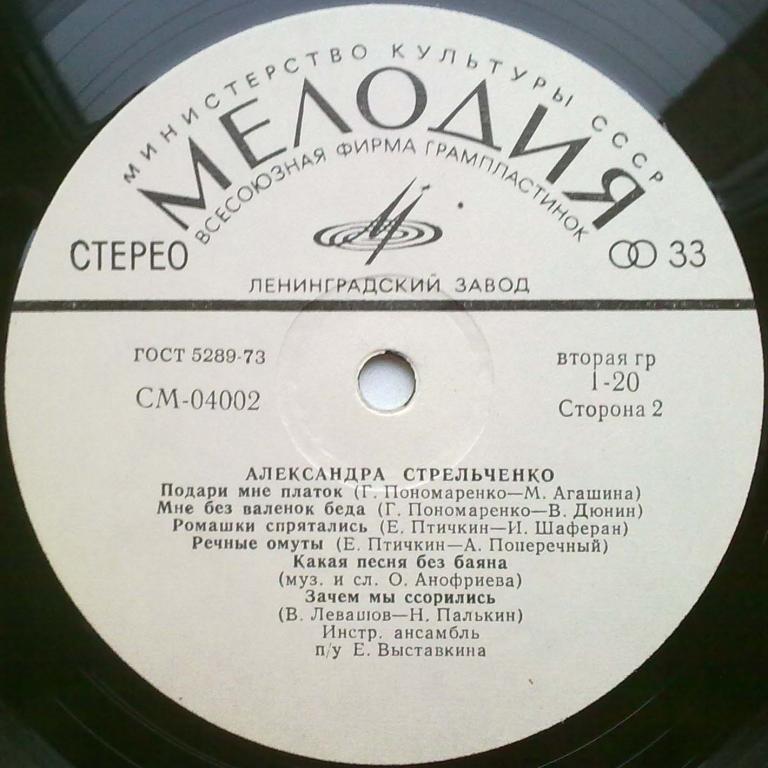 МИНИСТЕРСТВО КУЛЬТУРЫ СССР
МЕЛОДИЯ
ВСЕСОЮЗНАЯ ФИРМА ГРАМПЛАСТИНОК
СТЕРЕО
33
ЛЕНИНГРАДСКИЙ ЗАВОД
ГОСТ 5289-73
СМ-04002
вторая гр
1-20
Сторона 2
АЛЕКСАНДРА СТРЕЛЬЧЕНКО
Подари мне платок (Г. Пономаренко—М. Агашина)
Мне без валенок беда (Г. Пономаренко—В. Дюнин)
Ромашки спрятались (Е. Птичкин—И. Шаферан)
Речные омуты (Е. Птичкин—А. Поперечный)
Какая песня без баяна
(муз. и сл. О. Анофриева)
Зачем мы ссорились
(В. Левашов—Н. Палькин)
Инстр. ансамбль
п/у Е. Выставкина